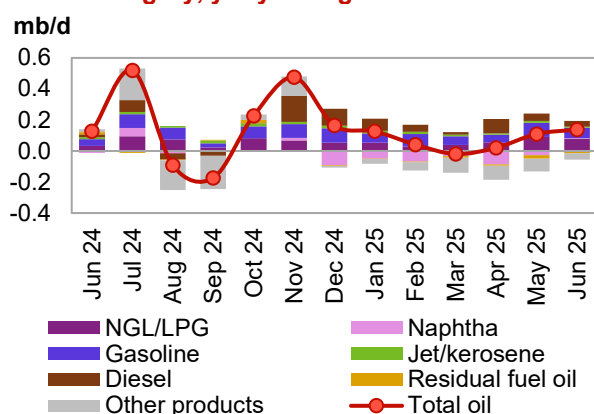 mb/d
0.6
0.4
0.2
0.0
-0.2
-0.4
Jun 24
Jul 24
Aug 24
Sep 24
Oct 24
Nov 24
Dec 24
Jan 25
Feb 25
Mar 25
Apr 25
May 25
Jun 25
NGL/LPG
Naphtha
Gasoline
Jet/kerosene
Diesel
Residual fuel oil
Other products
Total oil